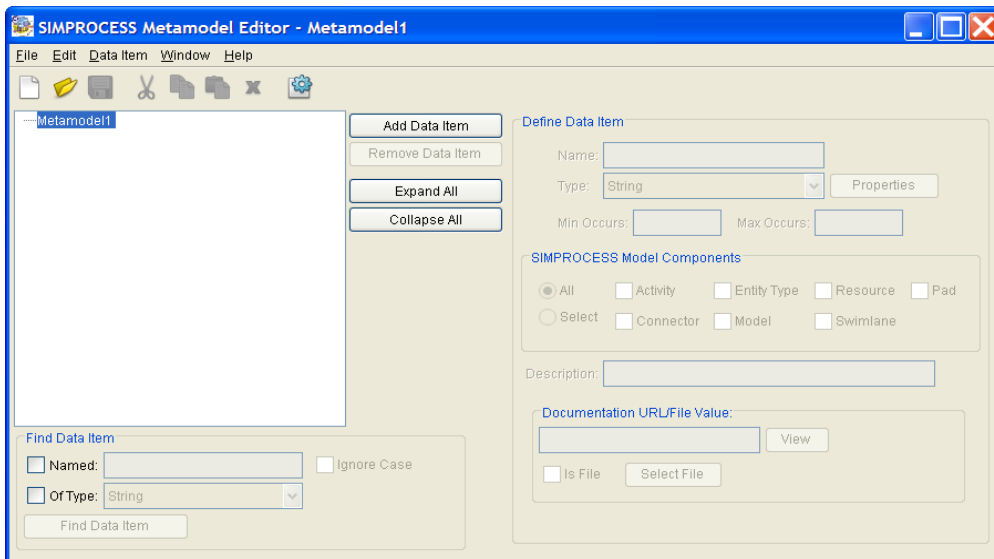 SIMPROCESS Metamodel Editor - Metamodel1
File Edit Data Item Window Help
Metamodel1
Add Data Item
Remove Data Item
Expand All
Collapse All
Define Data Item
Name:
Type: String Properties
Min Occurs: Max Occurs:
SIMPROCESS Model Components
All Activity Entity Type Resource Pad
Select Connector Model Swimlane
Description:
Documentation URL/File Value:
View
Is File Select File
Find Data Item
Named: Ignore Case
Of Type: String
Find Data Item